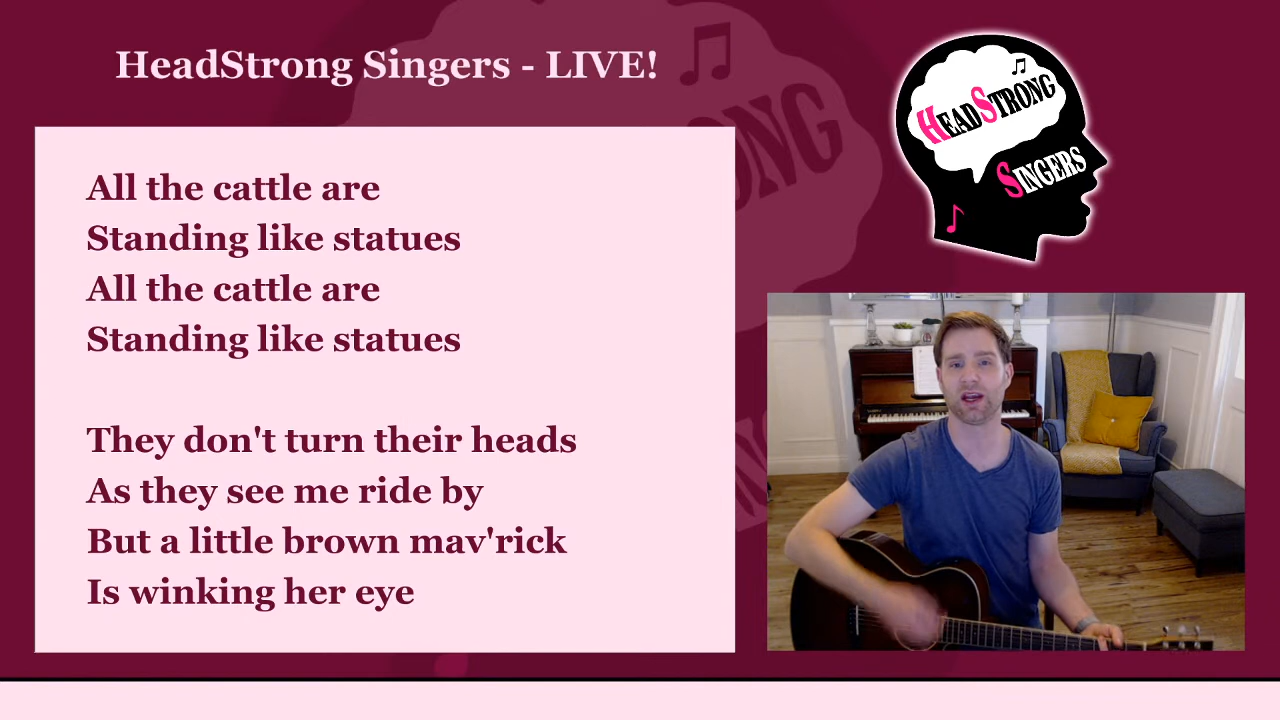 HeadStrong Singers - LIVE!
HEADSTRONG
SINGERS
All the cattle are
Standing like statues
All the cattle are
Standing like statues
They don't turn their heads
As they see me ride by
But a little brown mav'rick
Is winking her eye